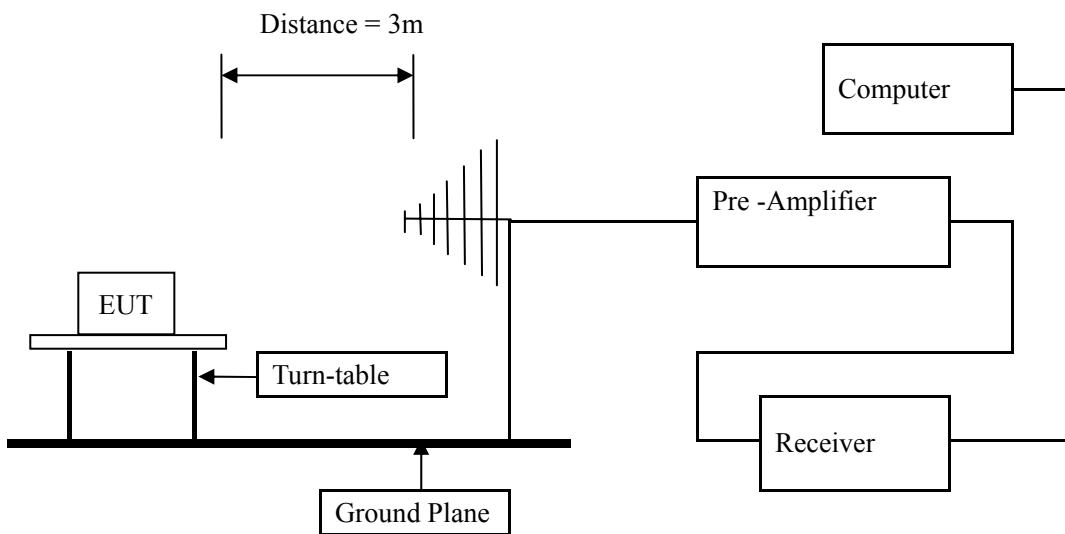 Distance = 3m
Computer
Pre -Amplifier
EUT
Turn-table
Receiver
Ground Plane